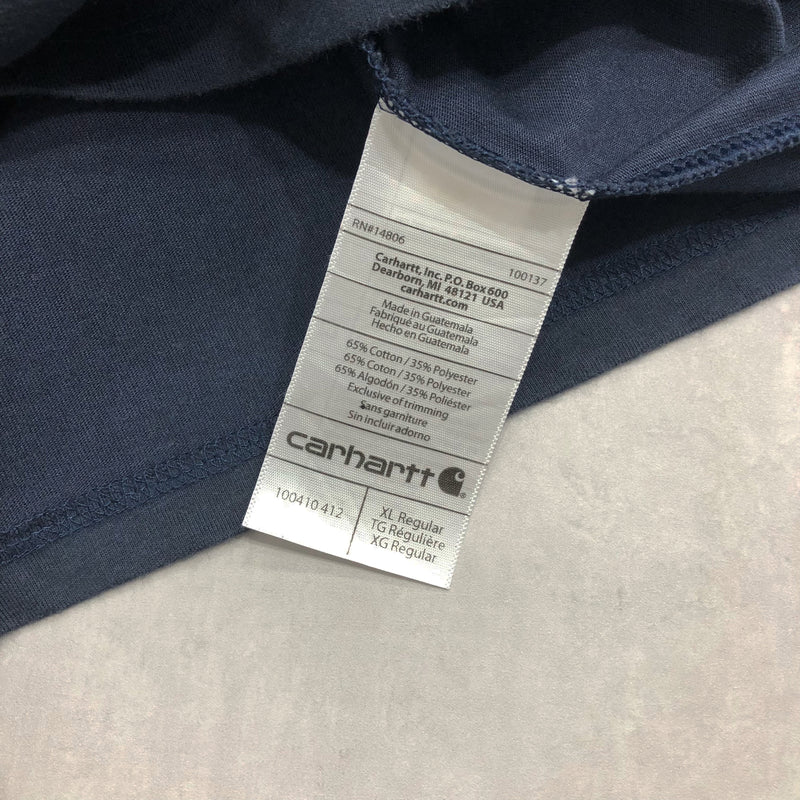 RN#14806
100137
Carhartt, Inc. P.O. Box 600
Dearborn, MI 48121 USA
carhartt.com
Made in Guatemala
Fabriqué au Guatemala
Hecho en Guatemala
65% Cotton / 35% Polyester
65% Coton / 35% Polyester
65% Algodón / 35% Poliéster
Exclusive of trimming
Sans garniture
Sin incluir adorno
carhartt
100410 412
XL Regular
TG Régulière
XG Regular